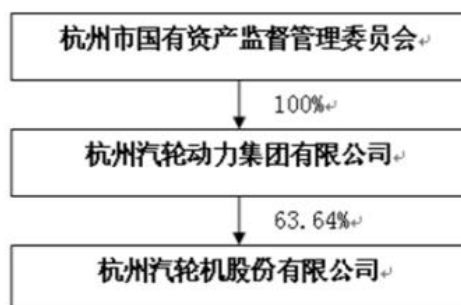 杭州市国有资产监督管理委员会
100%
杭州汽轮动力集团有限公司
63.64%
杭州汽轮机股份有限公司